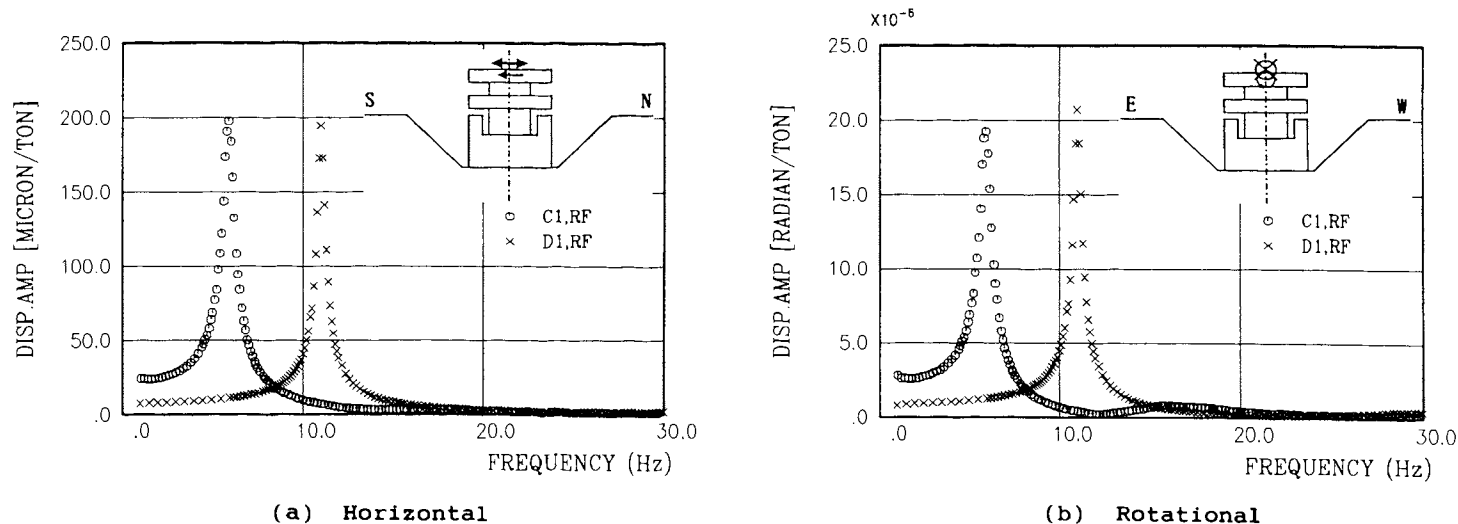 250.0
200.0
150.0
100.0
50.0
.0
DISP.AMP [MICRON/TON]
S
N
C1,RF
D1,RF
.0
10.0
20.0
30.0
FREQUENCY (Hz)
(a) Horizontal
X10⁻⁶
25.0
20.0
15.0
10.0
5.0
.0
DISP.AMP [RADIAN/TON]
E
W
C1,RF
D1,RF
.0
10.0
20.0
30.0
FREQUENCY (Hz)
(b) Rotational